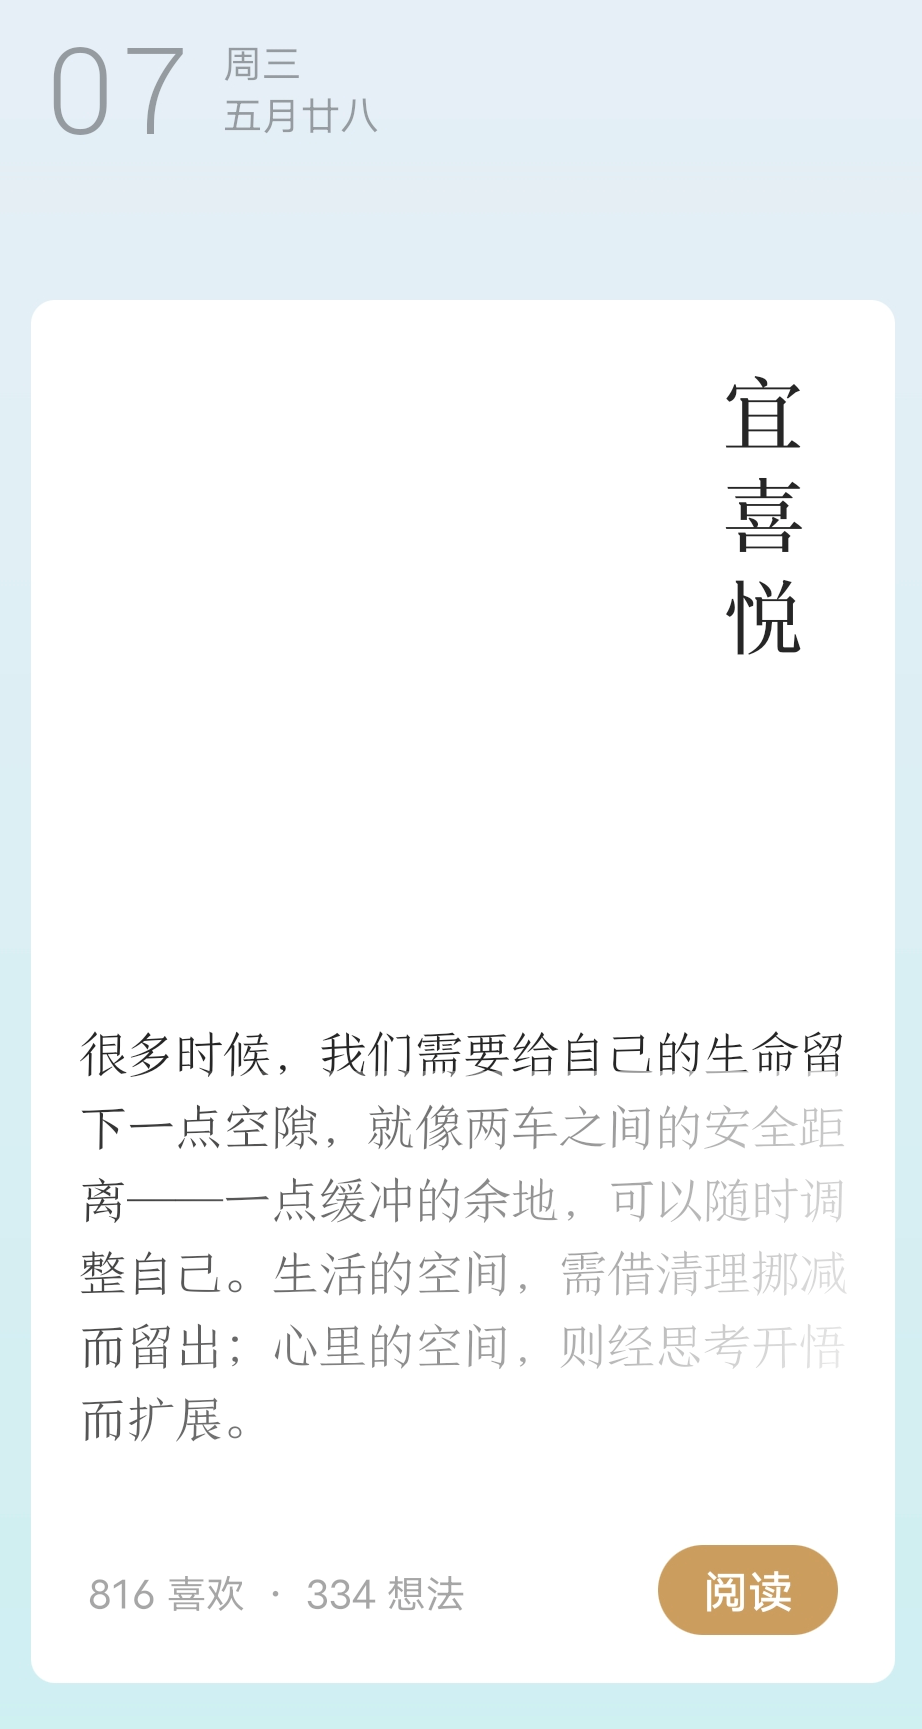 07
周三
五月廿八
宜喜悦
很多时候，我们需要给自己的生命留
下一点空隙，就像两车之间的安全距
离——一点缓冲的余地，可以随时调
整自己。生活的空间，需借清理挪减
而留出；心里的空间，则经思考开悟
而扩展。
816 喜欢 · 334 想法
阅读